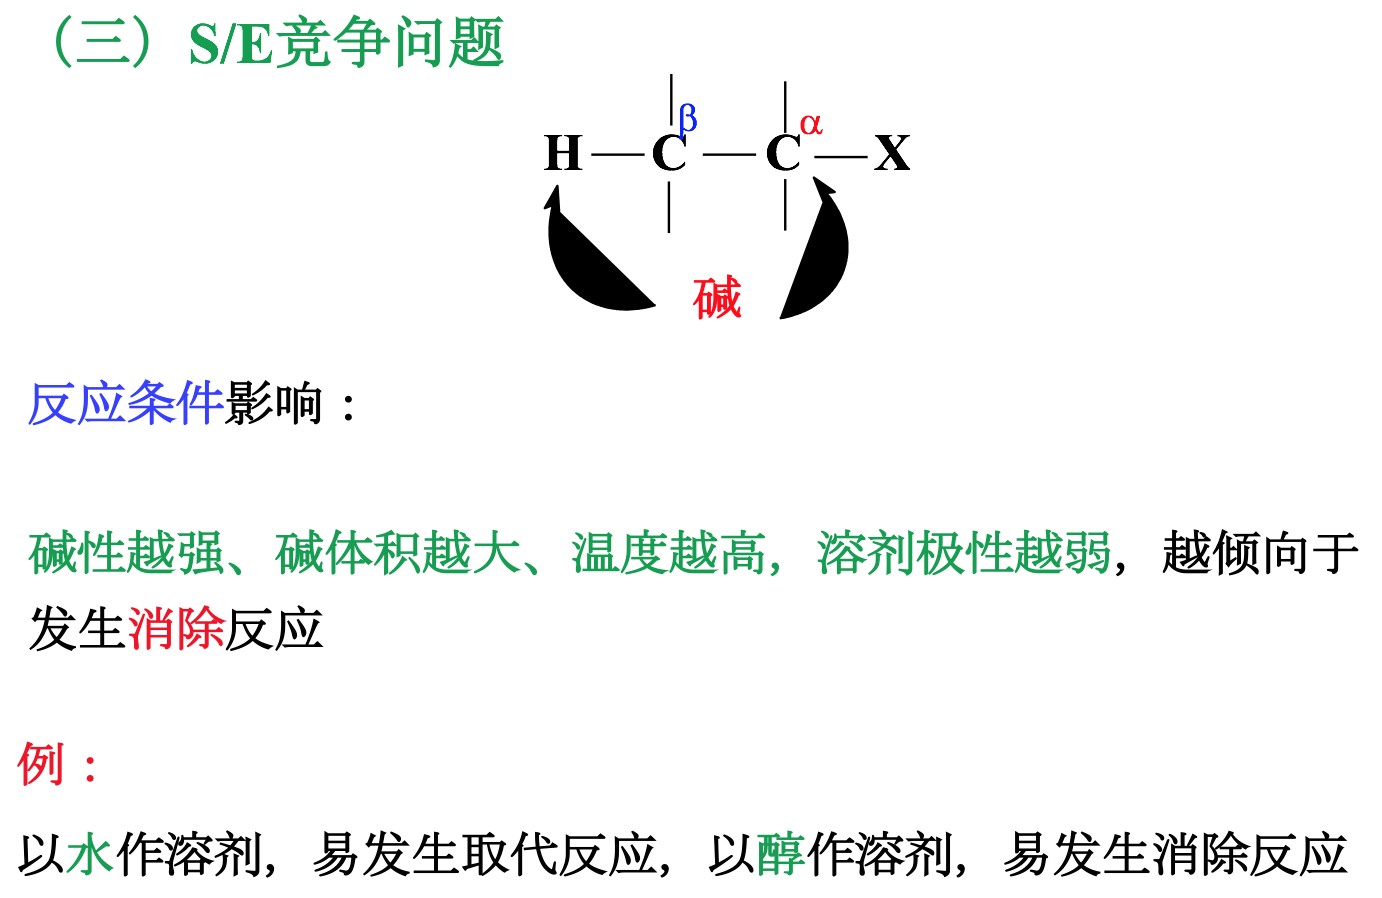 （三）S/E竞争问题
β α
H—C—C—X
碱
反应条件影响：
碱性越强、碱体积越大、温度越高，溶剂极性越弱，越倾向于
发生消除反应
例：
以水作溶剂，易发生取代反应，以醇作溶剂，易发生消除反应